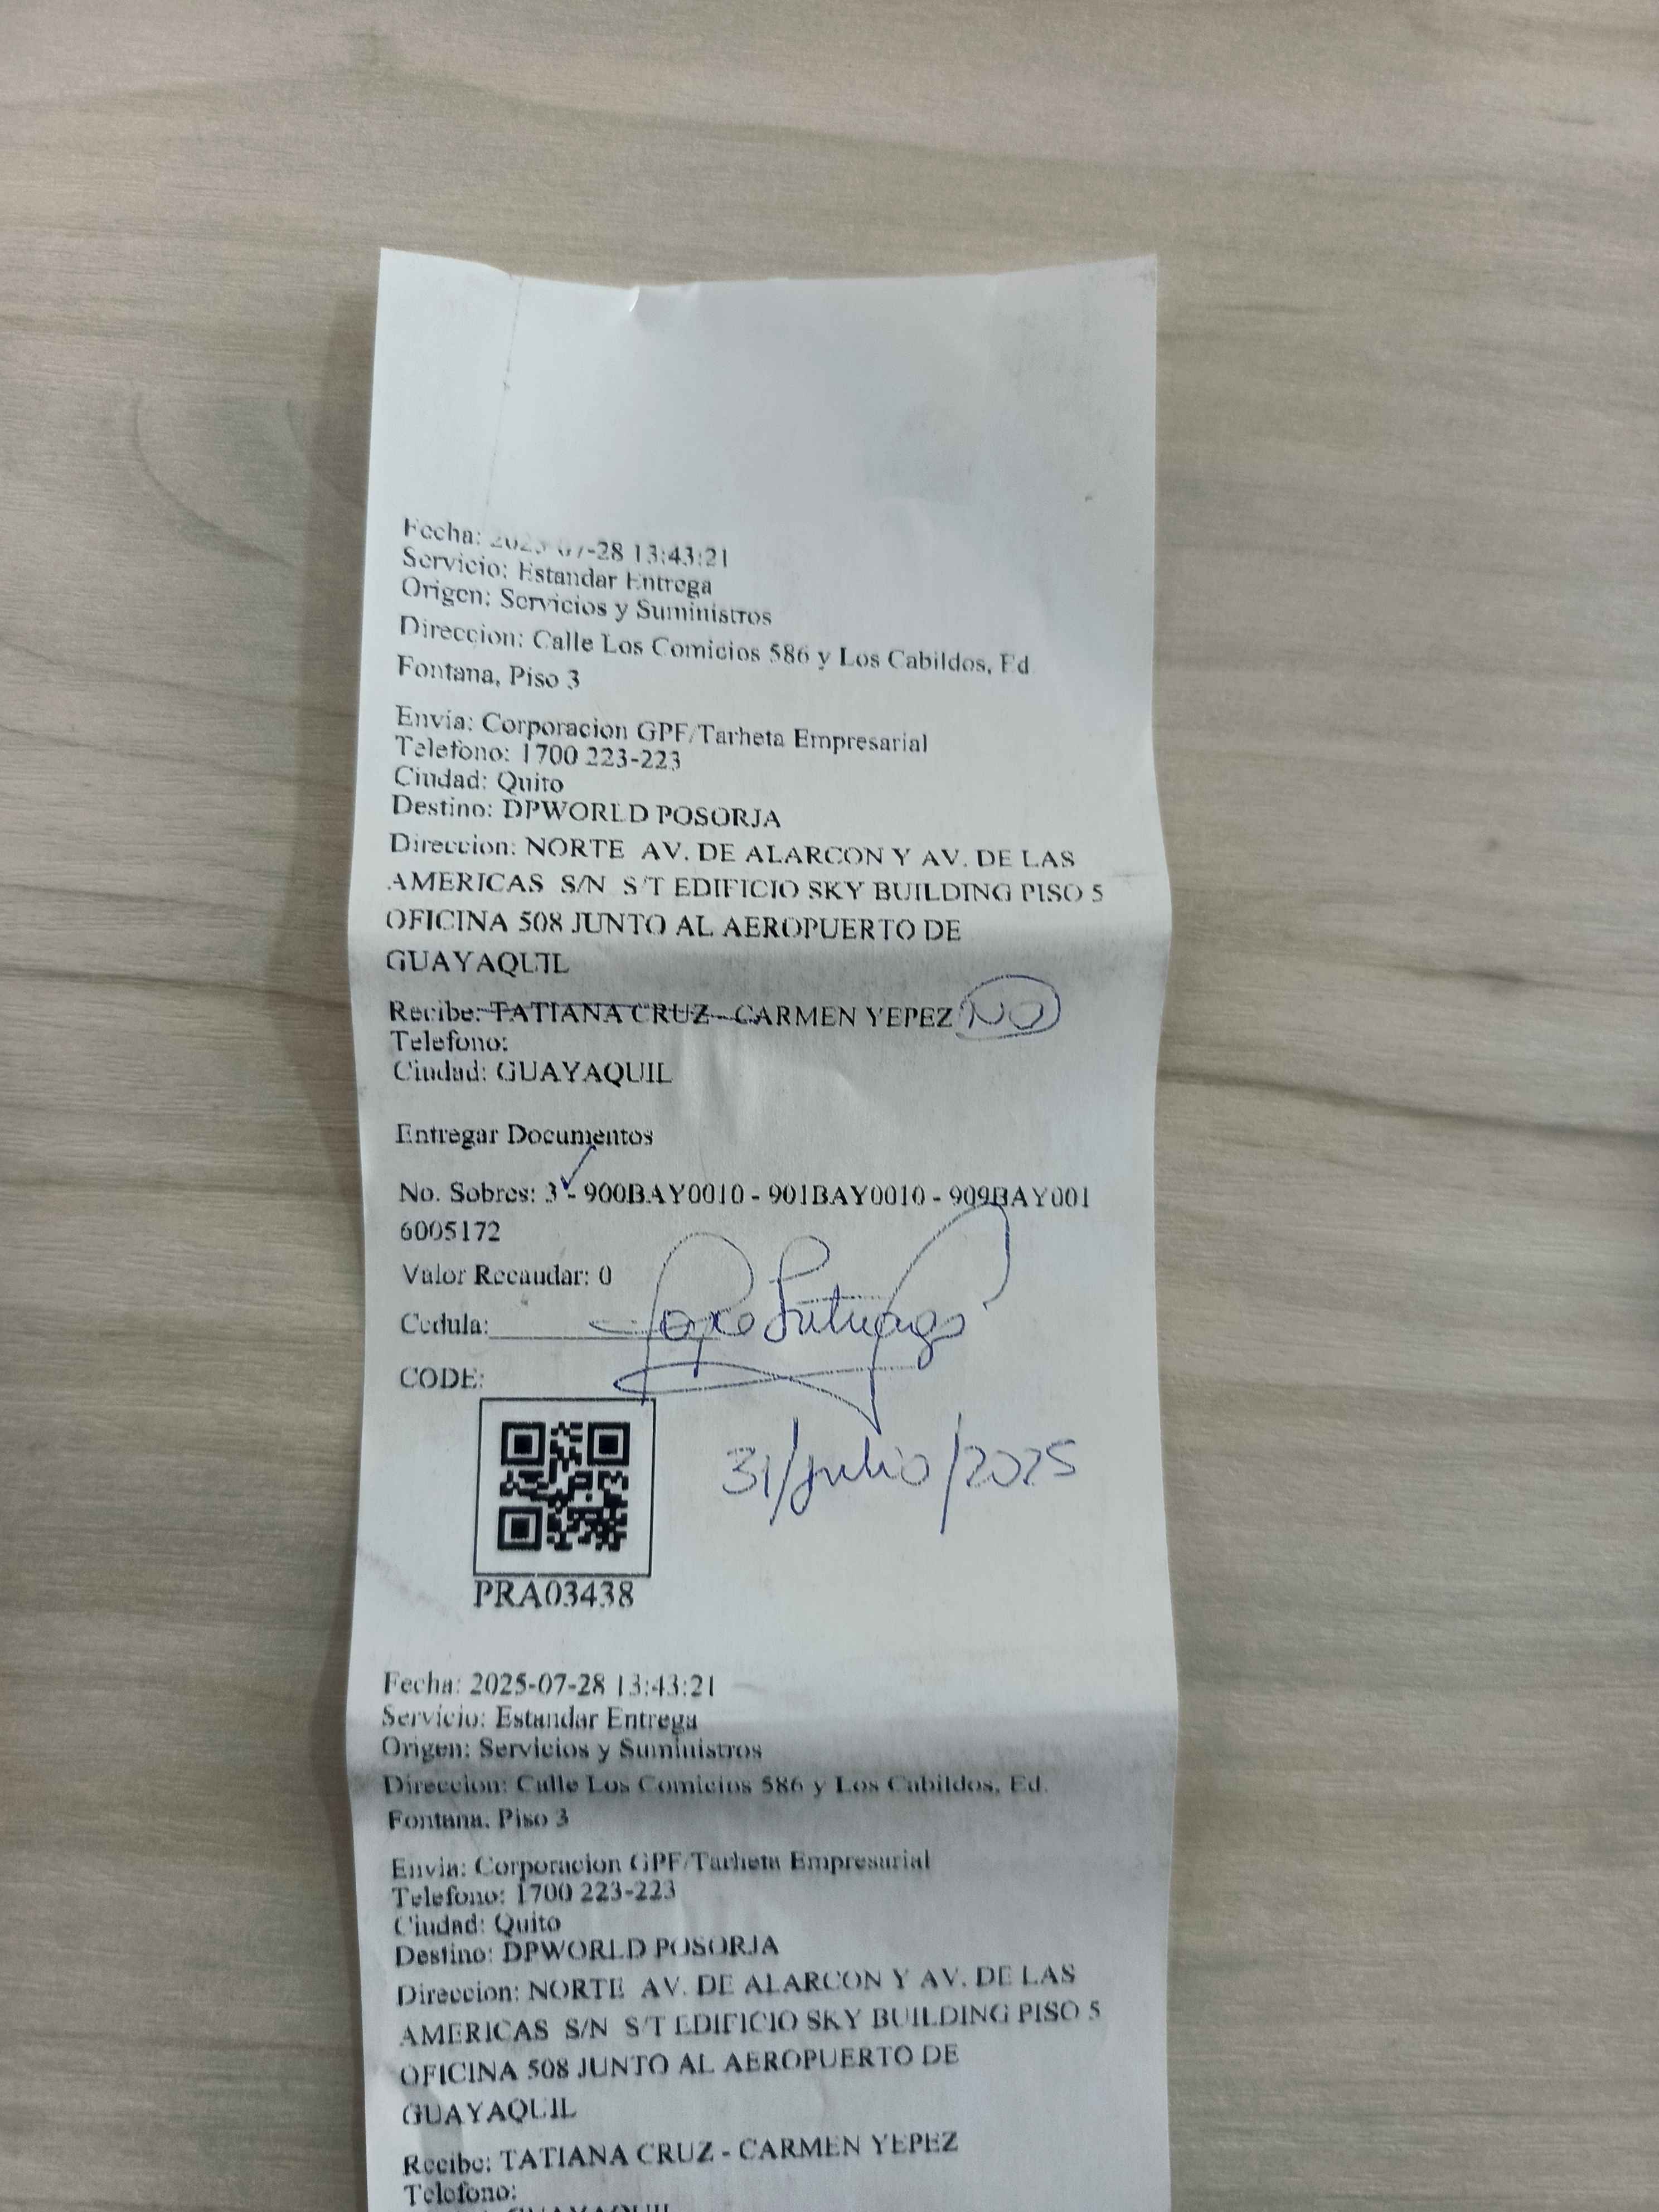 Fecha: 2025-07-28 13:43:21
Servicio: Estandar Entrega
Origen: Servicios y Suministros
Direccion: Calle Los Comicios 586 y Los Cabildos, Ed
Fontana, Piso 3
Envia: Corporacion GPF/Tarheta Empresarial
Telefono: 1700 223-223
Ciudad: Quito
Destino: DPWORLD POSORJA
Direccion: NORTE AV. DE ALARCON Y AV. DE LAS
AMERICAS S/N S/T EDIFICIO SKY BUILDING PISO 5
OFICINA 508 JUNTO AL AEROPUERTO DE
GUAYAQUIL
Recibe: TATIANA CRUZ - CARMEN YEPEZ NO
Telefono:
Ciudad: GUAYAQUIL
Entregar Documentos
No. Sobres: 3 - 900BAY0010 - 901BAY0010 - 909BAY001
6005172
Valor Recaudar: 0
Cedula:
CODE:
31/julio/2025
PRA03438
Fecha: 2025-07-28 13:43:21
Servicio: Estandar Entrega
Origen: Servicios y Suministros
Direccion: Calle Los Comicios 586 y Los Cabildos, Ed.
Fontana, Piso 3
Envia: Corporacion GPF/Tarheta Empresarial
Telefono: 1700 223-223
Ciudad: Quito
Destino: DPWORLD POSORJA
Direccion: NORTE AV. DE ALARCON Y AV. DE LAS
AMERICAS S/N S/T EDIFICIO SKY BUILDING PISO 5
OFICINA 508 JUNTO AL AEROPUERTO DE
GUAYAQUIL
Recibe: TATIANA CRUZ - CARMEN YEPEZ
Telefono:
GUAYAQUIL